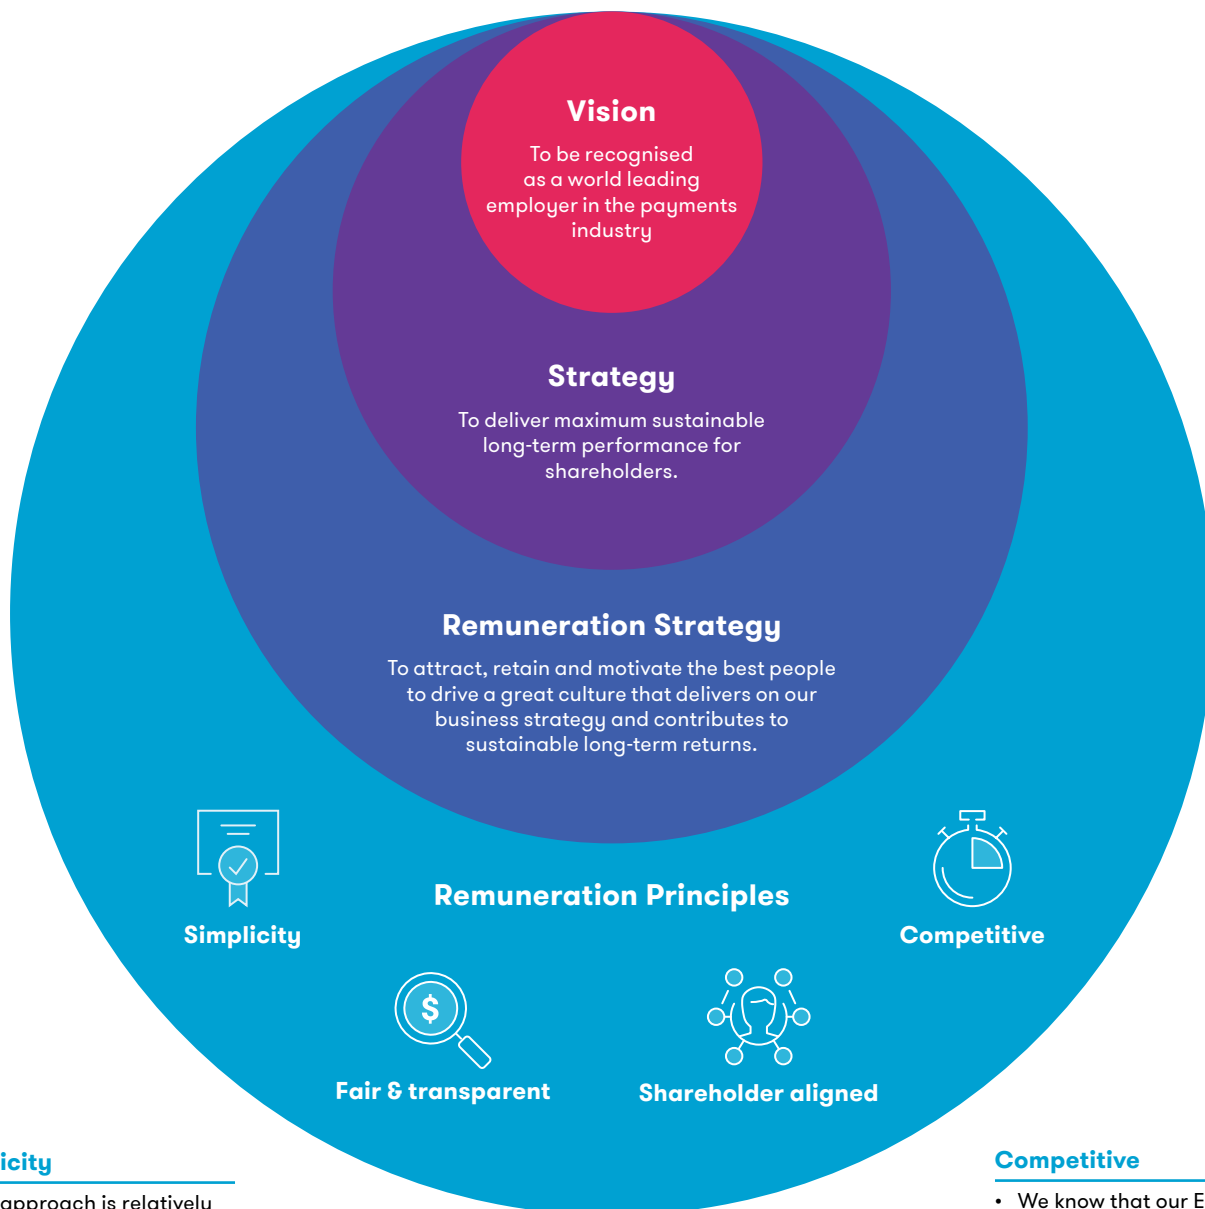 Vision
To be recognised
as a world leading
employer in the payments
industry
Strategy
To deliver maximum sustainable
long-term performance for
shareholders.
Remuneration Strategy
To attract, retain and motivate the best people
to drive a great culture that delivers on our
business strategy and contributes to
sustainable long-term returns.
Remuneration Principles
Simplicity
Competitive
$
Fair & transparent
Shareholder aligned
icity
approach is relatively
Competitive
• We know that our E